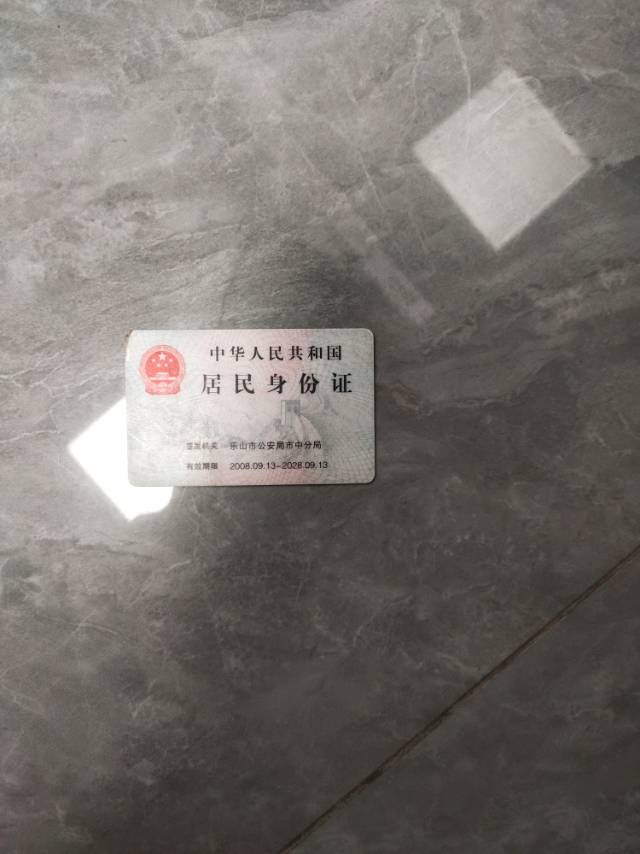 中华人民共和国
居民身份证
签发机关 乐山市公安局市中分局
有效期限 2008.09.13-2028.09.13